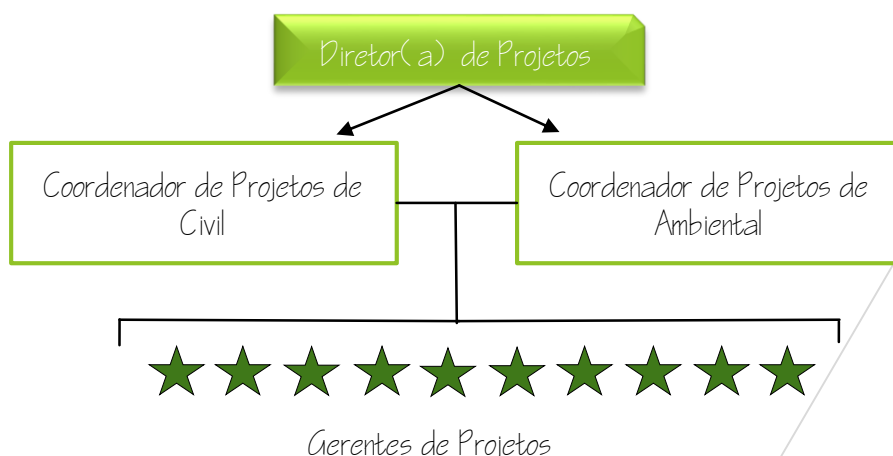 Diretor(a) de Projetos
Coordenador de Projetos de
Civil
Coordenador de Projetos de
Ambiental
Gerentes de Projetos